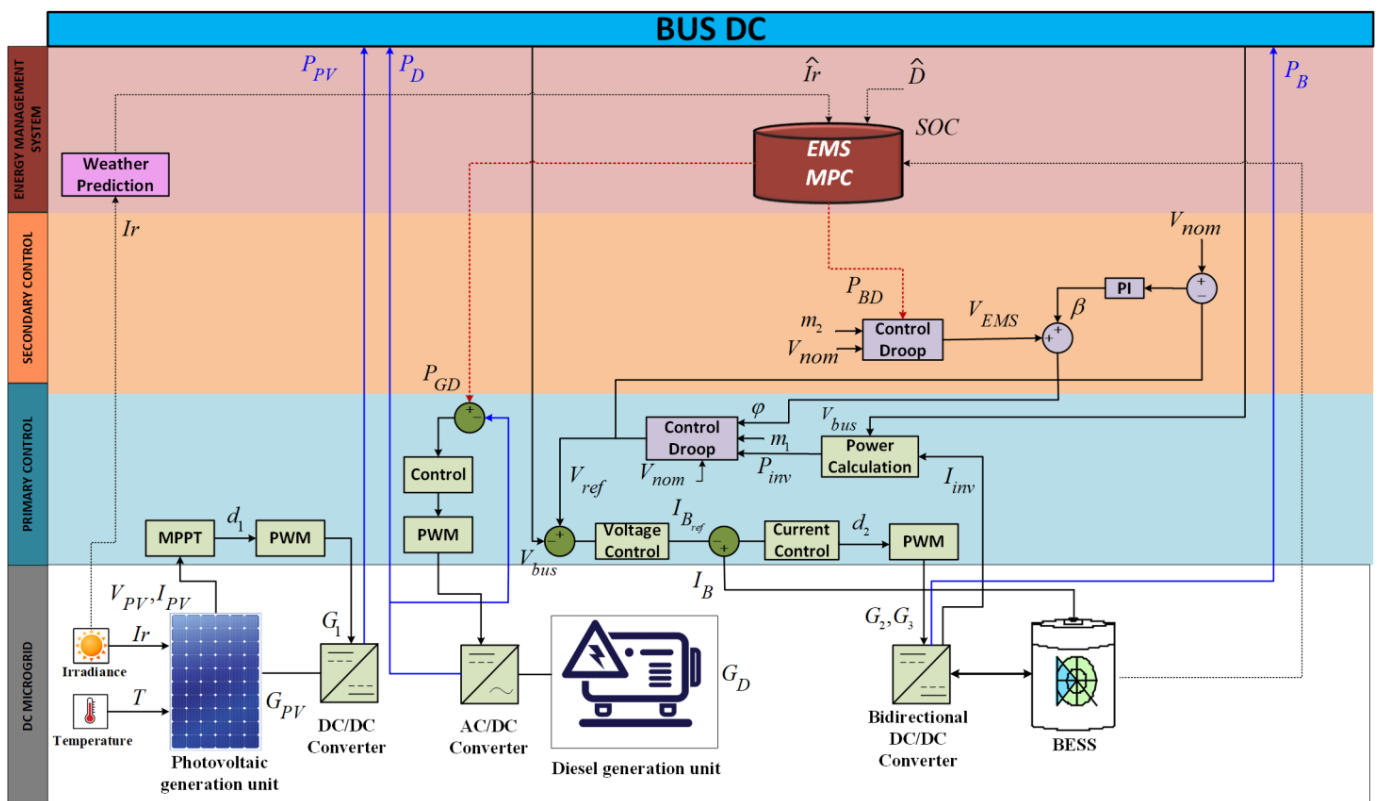 BUS DC
ENERGY MANAGEMENT
SYSTEM
P_PV
P_D
Îr
D̂
P_B
SOC
EMS
MPC
Weather
Prediction
Ir
SECONDARY CONTROL
V_nom
PI
P_BD
β
V_EMS
m_2
V_nom
Control
Droop
PRIMARY CONTROL
P_GD
φ
V_bus
Control
Droop
m_1
P_inv
Power
Calculation
V_nom
I_inv
Control
V_ref
MPPT
d_1
PWM
PWM
Voltage
Control
I_B_ref
Current
Control
d_2
PWM
V_bus
I_B
DC MICROGRID
V_PV, I_PV
Ir
Irradiance
T
Temperature
G_PV
Photovoltaic
generation unit
G_1
DC/DC
Converter
AC/DC
Converter
G_D
Diesel generation unit
G_2, G_3
Bidirectional
DC/DC
Converter
BESS